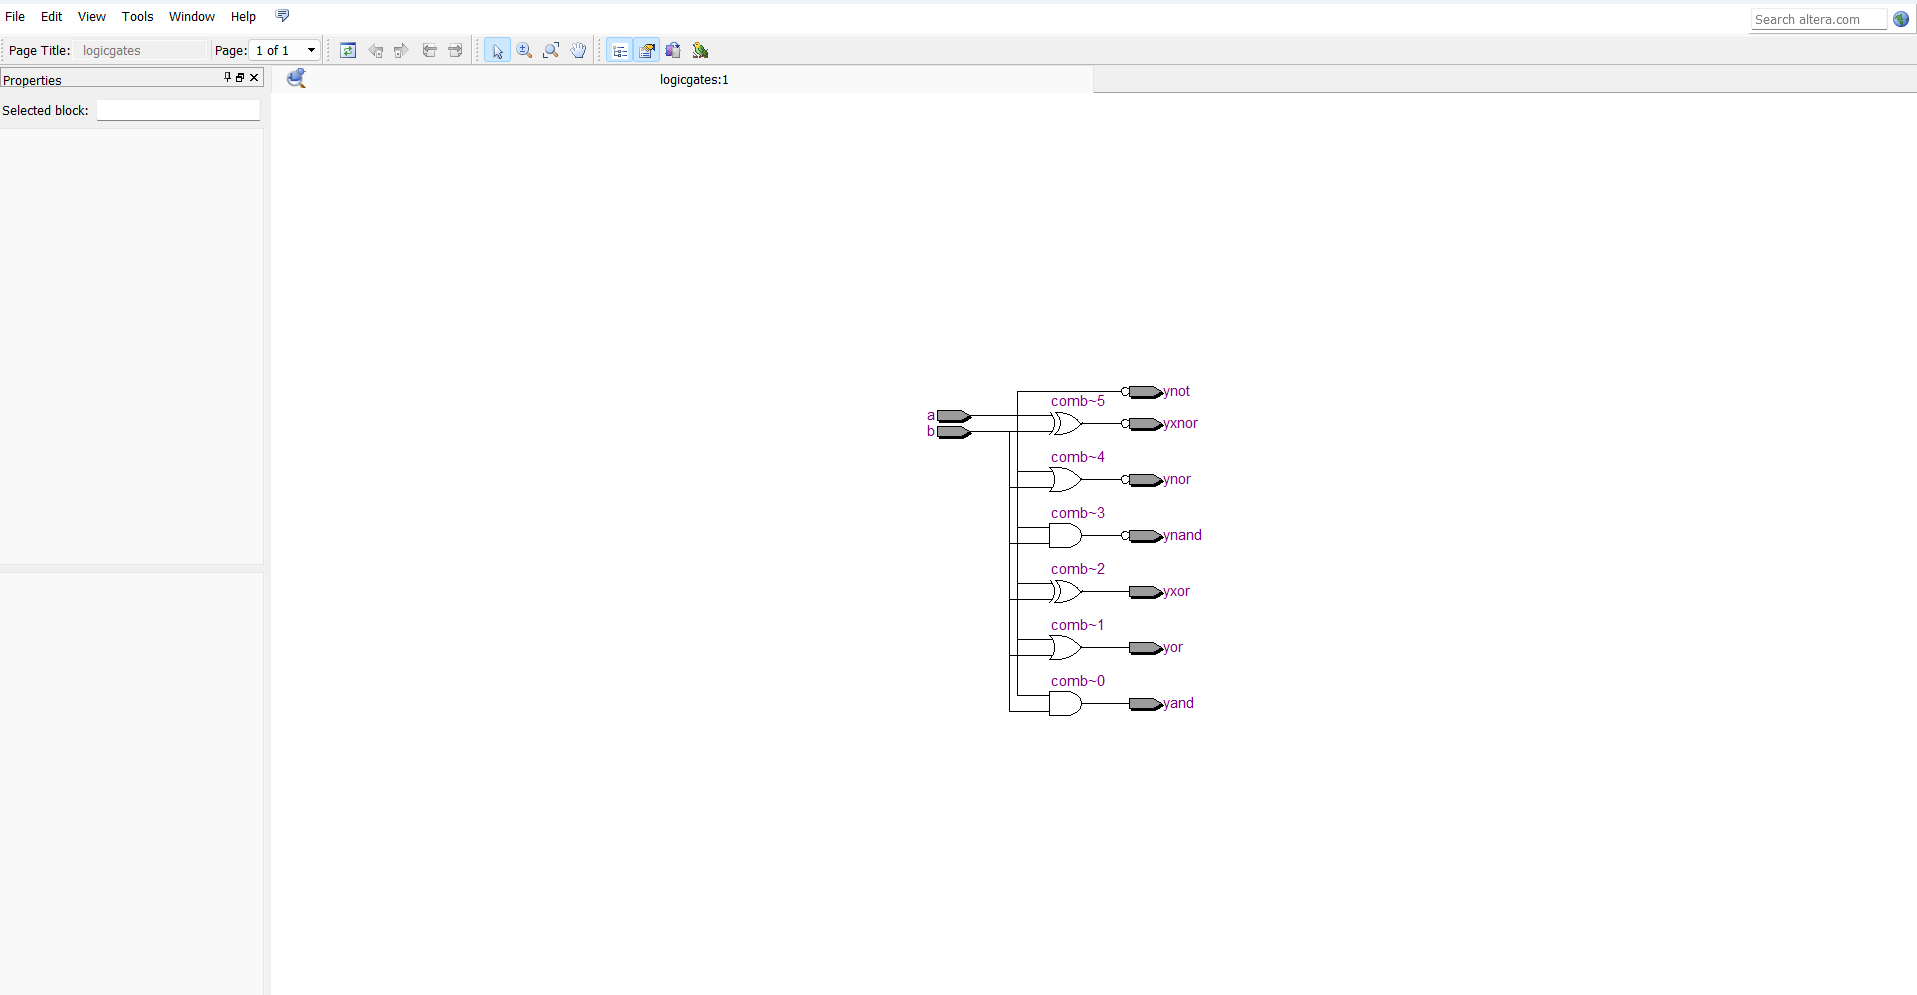 File Edit View Tools Window Help
Search altera.com
Page Title: logicgates Page: 1 of 1
Properties
logicgates:1
Selected block:
ynot
comb~5
a
yxnor
b
comb~4
ynor
comb~3
ynand
comb~2
yxor
comb~1
yor
comb~0
yand